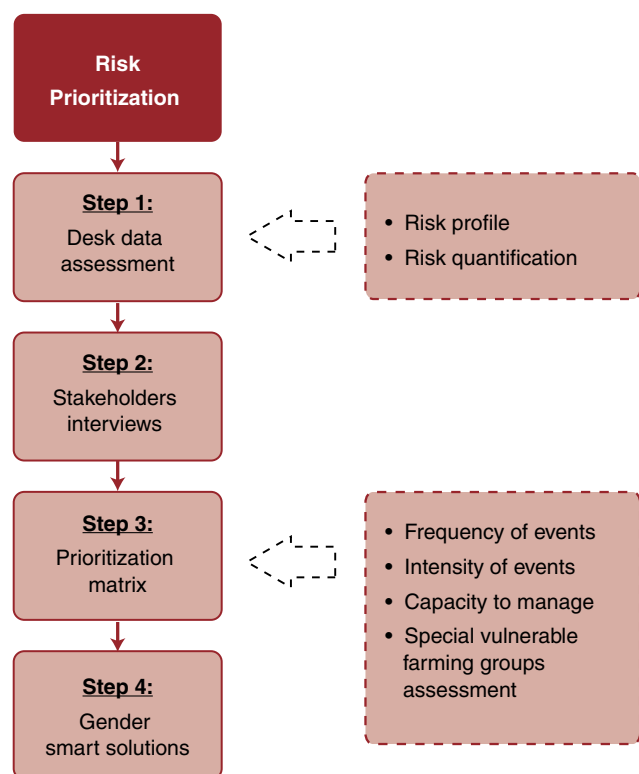 Risk
Prioritization
Step 1:
Desk data
assessment
• Risk profile
• Risk quantification
Step 2:
Stakeholders
interviews
Step 3:
Prioritization
matrix
• Frequency of events
• Intensity of events
• Capacity to manage
• Special vulnerable
farming groups
assessment
Step 4:
Gender
smart solutions